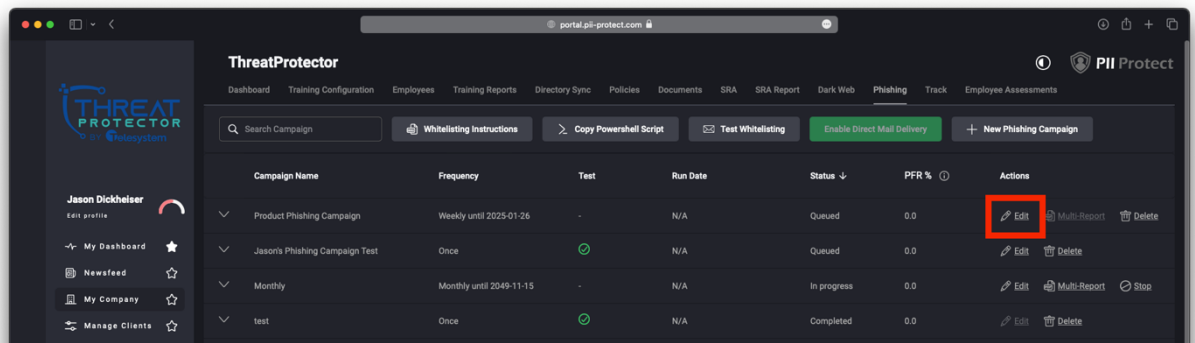 portal.pii-protect.com
ThreatProtector
PII Protect
Dashboard Training Configuration Employees Training Reports Directory Sync Policies Documents SRA SRA Report Dark Web Phishing Track Employee Assessments
THREAT
PROTECTOR
BY Telesystem
Search Campaign Whitelisting Instructions Copy Powershell Script Test Whitelisting Enable Direct Mail Delivery New Phishing Campaign
Campaign Name Frequency Test Run Date Status PFR % Actions
Jason Dickheiser
Edit profile
Product Phishing Campaign Weekly until 2025-01-26 - N/A Queued 0.0 Edit Multi-Report Delete
My Dashboard
Jason's Phishing Campaign Test Once N/A Queued 0.0 Edit Delete
Newsfeed
Monthly Monthly until 2049-11-15 - N/A In progress 0.0 Edit Multi-Report Stop
My Company
test Once N/A Completed 0.0 Edit Delete
Manage Clients